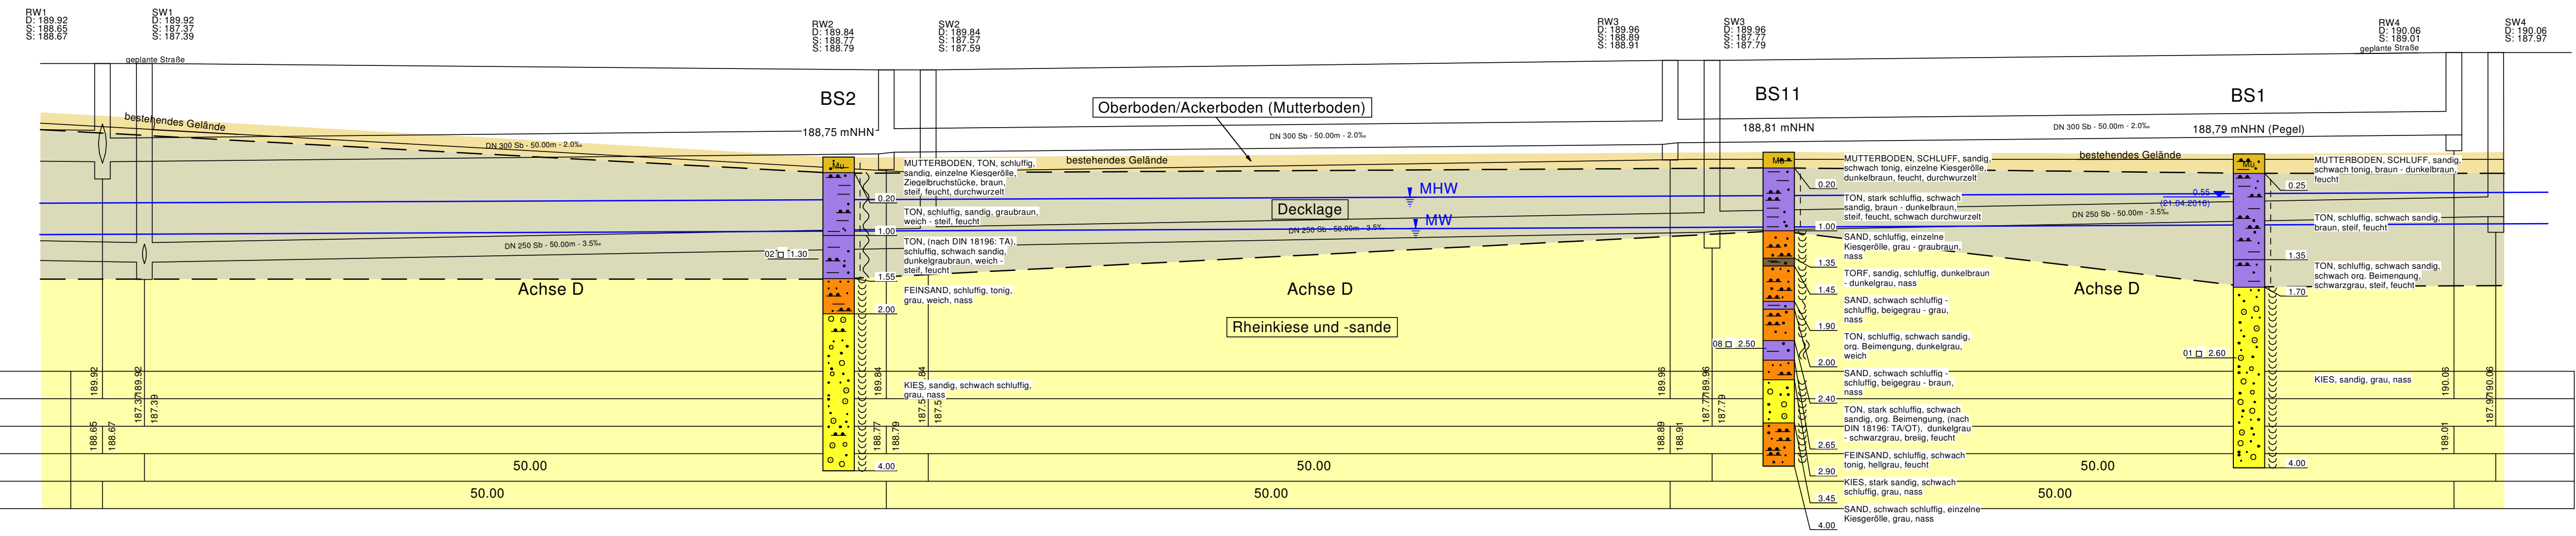 RW1
D: 189.92
S: 188.65
S: 188.67
SW1
D: 189.92
S: 187.37
S: 187.39
RW2
D: 189.84
S: 188.77
S: 188.79
SW2
D: 189.84
S: 187.57
S: 187.59
RW3
D: 189.96
S: 188.89
S: 188.91
SW3
D: 189.96
S: 187.77
S: 187.79
RW4
D: 190.06
S: 189.01
SW4
D: 190.06
S: 187.97
geplante Straße
geplante Straße
BS2
BS11
BS1
Oberboden/Ackerboden (Mutterboden)
bestehendes Gelände
188,75 mNHN
188,81 mNHN
188,79 mNHN (Pegel)
DN 300 Sb - 50.00m - 2.0‰
DN 300 Sb - 50.00m - 2.0‰
DN 300 Sb - 50.00m - 2.0‰
bestehendes Gelände
bestehendes Gelände
Mu
MUTTERBODEN, TON, schluffig,
sandig, einzelne Kiesgerölle,
Ziegelbruchstücke, braun,
steif, feucht, durchwurzelt
0.20
TON, schluffig, sandig, graubraun,
weich - steif, feucht
1.00
TON, (nach DIN 18196: TA),
schluffig, schwach sandig,
dunkelgraubraun, weich -
steif, feucht
1.55
FEINSAND, schluffig, tonig,
grau, weich, nass
2.00
KIES, sandig, schwach schluffig,
grau, nass
4.00
02 1.30
MHW
MW
Decklage
DN 250 Sb - 50.00m - 3.5‰
DN 250 Sb - 50.00m - 3.5‰
DN 250 Sb - 50.00m - 3.5‰
Achse D
Achse D
Achse D
Rheinkiese und -sande
Mu
MUTTERBODEN, SCHLUFF, sandig,
schwach tonig, einzelne Kiesgerölle,
dunkelbraun, feucht, durchwurzelt
0.20
TON, stark schluffig, schwach
sandig, braun - dunkelbraun,
steif, feucht, schwach durchwurzelt
1.00
SAND, schluffig, einzelne
Kiesgerölle, grau - graubraun,
nass
1.35
TORF, sandig, schluffig, dunkelbraun
- dunkelgrau, nass
1.45
SAND, schwach schluffig -
schluffig, beigegrau - grau,
nass
1.90
TON, schluffig, schwach sandig,
org. Beimengung, dunkelgrau,
weich
2.00
SAND, schwach schluffig -
schluffig, beigegrau - braun,
nass
2.40
TON, stark schluffig, schwach
sandig, org. Beimengung, (nach
DIN 18196: TA/OT), dunkelgrau
- schwarzgrau, breiig, feucht
2.65
FEINSAND, schluffig, schwach
tonig, hellgrau, feucht
2.90
KIES, stark sandig, schwach
schluffig, grau, nass
3.45
SAND, schwach schluffig, einzelne
Kiesgerölle, grau, nass
4.00
08 2.50
Mu
MUTTERBODEN, SCHLUFF, sandig,
schwach tonig, braun - dunkelbraun,
feucht
0.25
0.55
(21.04.2016)
TON, schluffig, schwach sandig,
braun, steif, feucht
1.35
TON, schluffig, schwach sandig,
schwach org. Beimengung,
schwarzgrau, steif, feucht
1.70
01 2.60
KIES, sandig, grau, nass
4.00
189.92
187.37
189.92
187.39
188.65
188.67
189.84
188.77
188.79
189.96
187.77
189.96
187.79
188.89
188.91
190.06
187.97
190.06
189.01
50.00
50.00
50.00
50.00
50.00
50.00